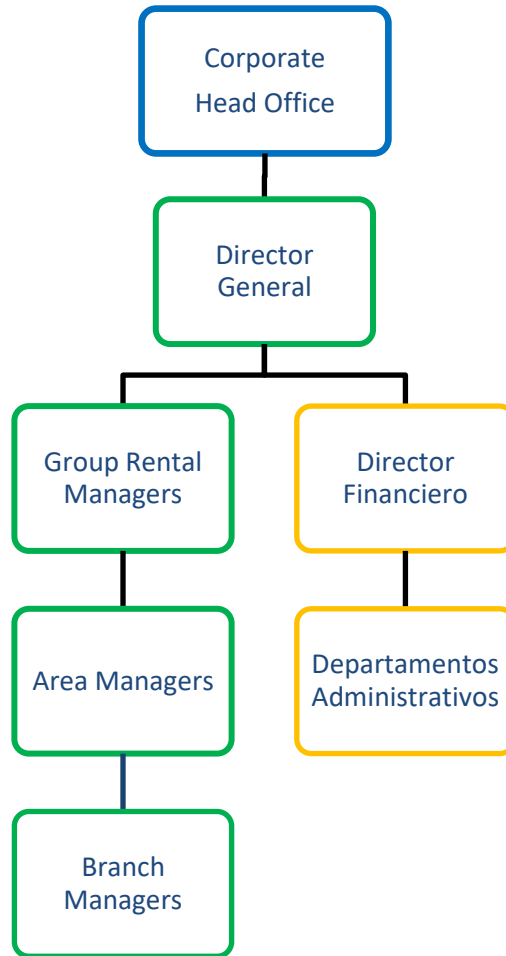 Corporate
Head Office
Director
General
Group Rental
Managers
Director
Financiero
Area Managers
Departamentos
Administrativos
Branch
Managers